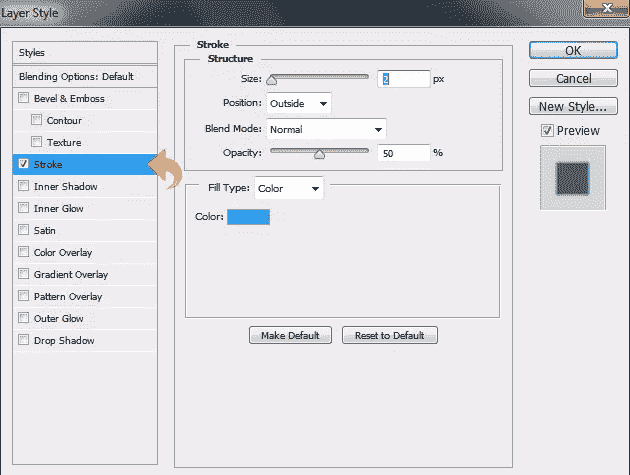 Layer Style
Styles
Blending Options: Default
Bevel & Emboss
Contour
Texture
Stroke
Inner Shadow
Inner Glow
Satin
Color Overlay
Gradient Overlay
Pattern Overlay
Outer Glow
Drop Shadow
Stroke
Structure
Size: 2 px
Position: Outside
Blend Mode: Normal
Opacity: 50 %
Fill Type: Color
Color:
Make Default Reset to Default
OK
Cancel
New Style...
Preview